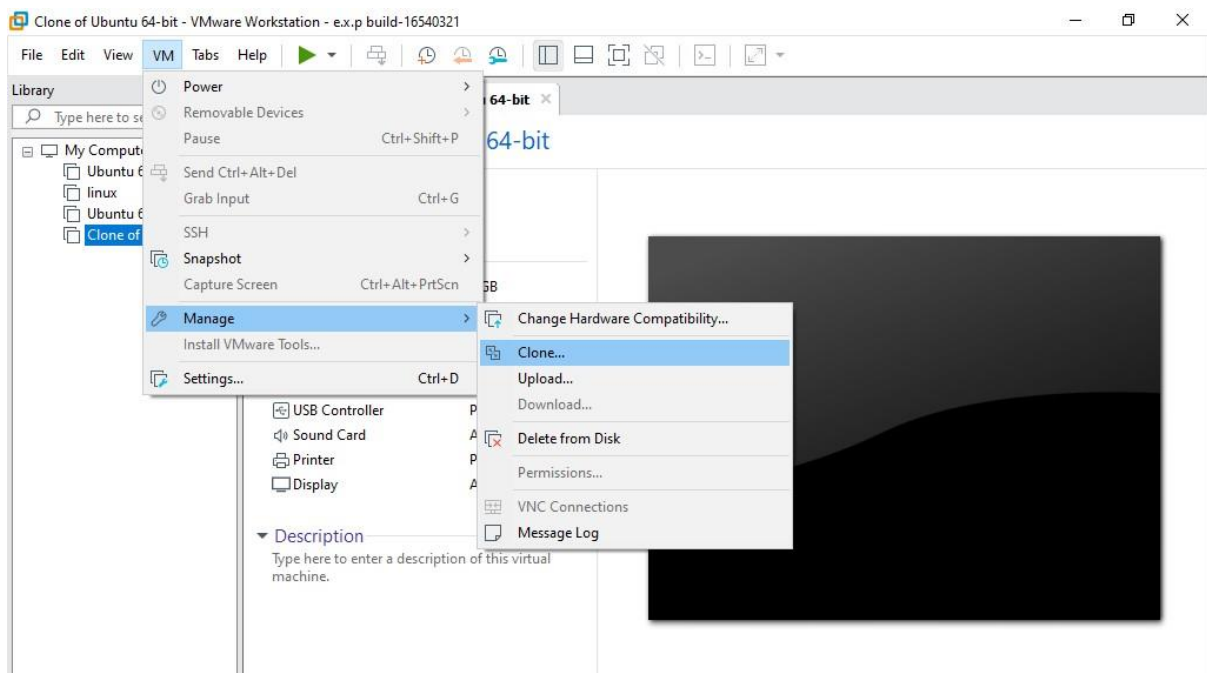 Clone of Ubuntu 64-bit - VMware Workstation - e.x.p build-16540321
File Edit View VM Tabs Help
Library
Type here to se
My Compute
Ubuntu 6
linux
Ubuntu 6
Clone of
Power
Removable Devices
Pause Ctrl+Shift+P
Send Ctrl+Alt+Del
Grab Input Ctrl+G
SSH
Snapshot
Capture Screen Ctrl+Alt+PrtScn
Manage
Install VMware Tools...
Settings... Ctrl+D
64-bit
64-bit
GB
Change Hardware Compatibility...
Clone...
Upload...
Download...
Delete from Disk
Permissions...
VNC Connections
Message Log
USB Controller P
Sound Card A
Printer P
Display A
Description
Type here to enter a description of this virtual
machine.